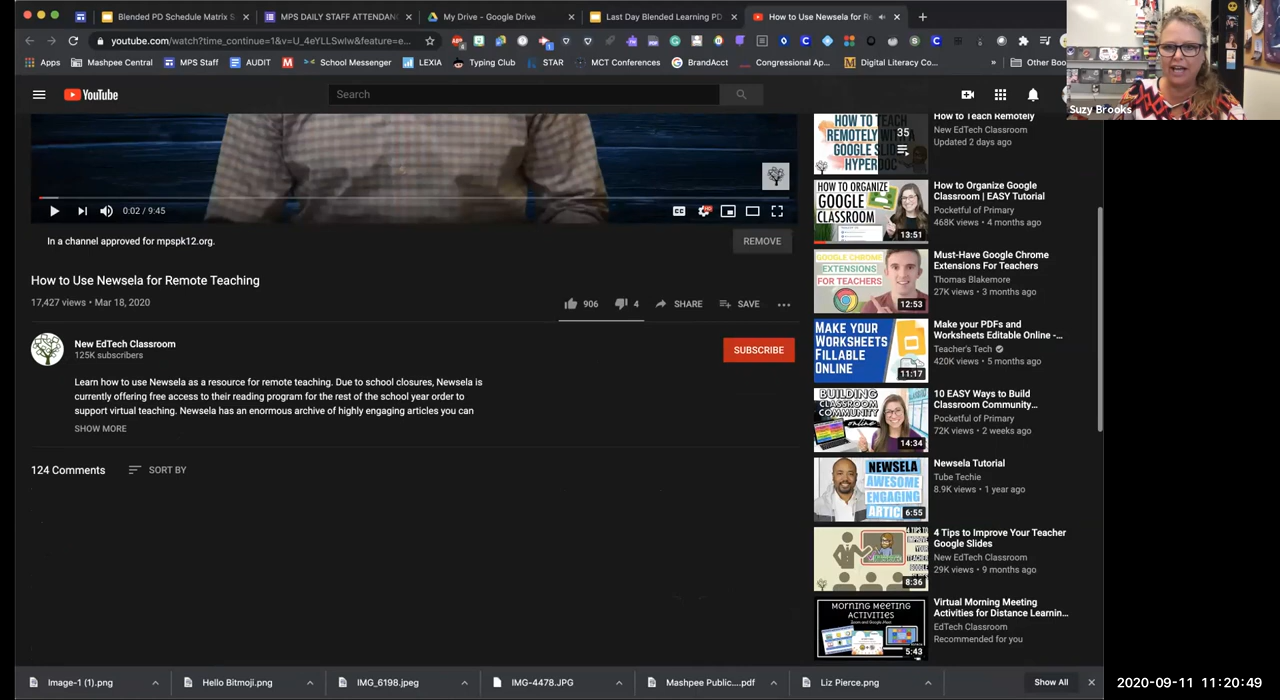 Blended PD Schedule Matrix S
MPS DAILY STAFF ATTENDAN
My Drive - Google Drive
Last Day Blended Learning PD
How to Use Newsela for R
youtube.com/watch?time_continue=1&v=U_4eYLLSwIw&feature=e...
Apps
Mashpee Central
MPS Staff
AUDIT
School Messenger
LEXIA
Typing Club
STAR
MCT Conferences
BrandAcct
Congressional Ap...
Digital Literacy Co...
Other Boo
Suzy Brooks
YouTube
Search
HOW TO TEACH
REMOTELY WITH A
GOOGLE SLIDE
HYPERDOC
35
How to Teach Remotely
New EdTech Classroom
Updated 2 days ago
0:02 / 9:45
CC
HD
In a channel approved for mpspk12.org.
REMOVE
How to Use Newsela for Remote Teaching
17,427 views • Mar 18, 2020
906
4
SHARE
SAVE
New EdTech Classroom
125K subscribers
SUBSCRIBE
Learn how to use Newsela as a resource for remote teaching. Due to school closures, Newsela is
currently offering free access to their reading program for the rest of the school year order to
support virtual teaching. Newsela has an enormous archive of highly engaging articles you can
SHOW MORE
124 Comments
SORT BY
HOW TO ORGANIZE
GOOGLE
CLASSROOM
13:51
How to Organize Google
Classroom | EASY Tutorial
Pocketful of Primary
468K views • 4 months ago
GOOGLE CHROME
EXTENSIONS
FOR TEACHERS
12:53
Must-Have Google Chrome
Extensions For Teachers
Thomas Blakemore
27K views • 3 months ago
MAKE YOUR
WORKSHEETS
FILLABLE
ONLINE
11:17
Make your PDFs and
Worksheets Editable Online -...
Teacher's Tech
420K views • 5 months ago
BUILDING
CLASSROOM
COMMUNITY
online
14:34
10 EASY Ways to Build
Classroom Community...
Pocketful of Primary
72K views • 2 weeks ago
NEWSELA
AWESOME
ENGAGING
ARTIC
6:55
Newsela Tutorial
Tube Techie
8.9K views • 1 year ago
8:36
4 Tips to Improve Your Teacher
Google Slides
New EdTech Classroom
29K views • 9 months ago
MORNING MEETING
ACTIVITIES
Zoom and Google Meet
5:43
Virtual Morning Meeting
Activities for Distance Learnin...
EdTech Classroom
Recommended for you
Image-1 (1).png
Hello Bitmoji.png
IMG_6198.jpeg
IMG-4478.JPG
Mashpee Public....pdf
Liz Pierce.png
Show All
2020-09-11 11:20:49